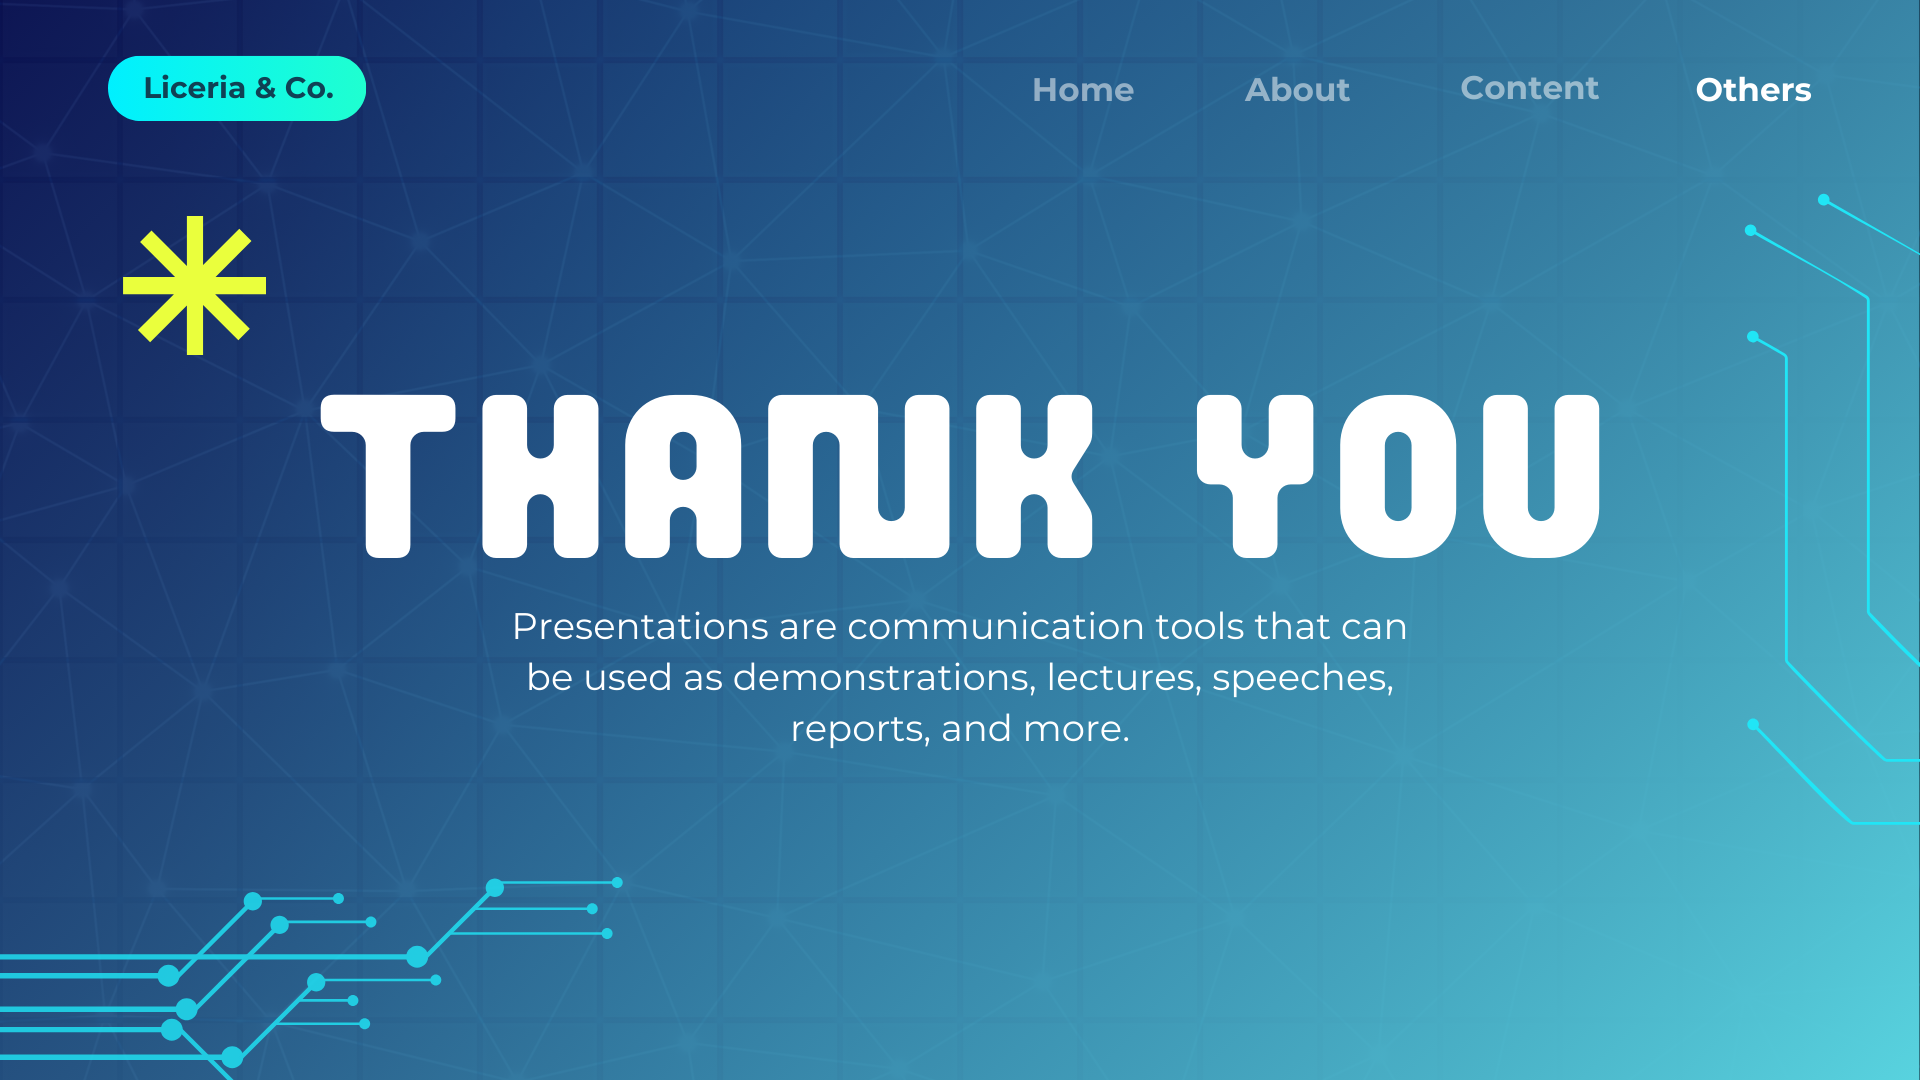 Liceria & Co.
Home About Content Others
THANK YOU
Presentations are communication tools that can
be used as demonstrations, lectures, speeches,
reports, and more.